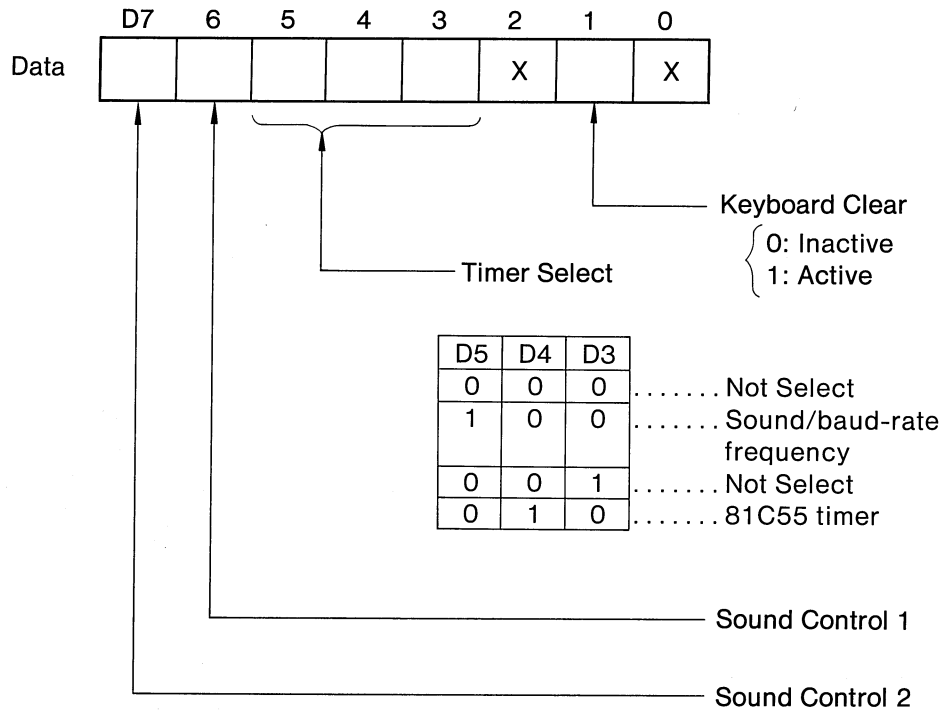 D7 6 5 4 3 2 1 0
Data X X
Keyboard Clear
0: Inactive
1: Active
Timer Select
D5 D4 D3
0 0 0 ....... Not Select
1 0 0 ....... Sound/baud-rate
frequency
0 0 1 ....... Not Select
0 1 0 ....... 81C55 timer
Sound Control 1
Sound Control 2